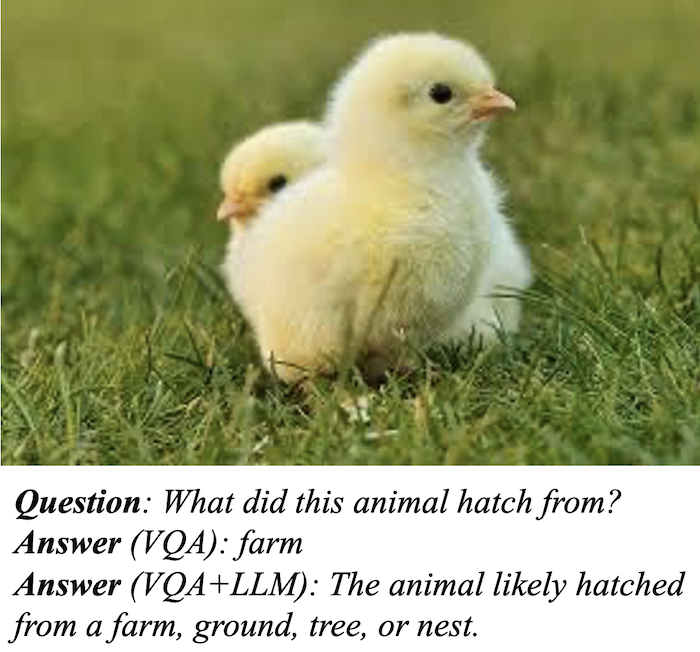 Question: What did this animal hatch from?
Answer (VQA): farm
Answer (VQA+LLM): The animal likely hatched
from a farm, ground, tree, or nest.